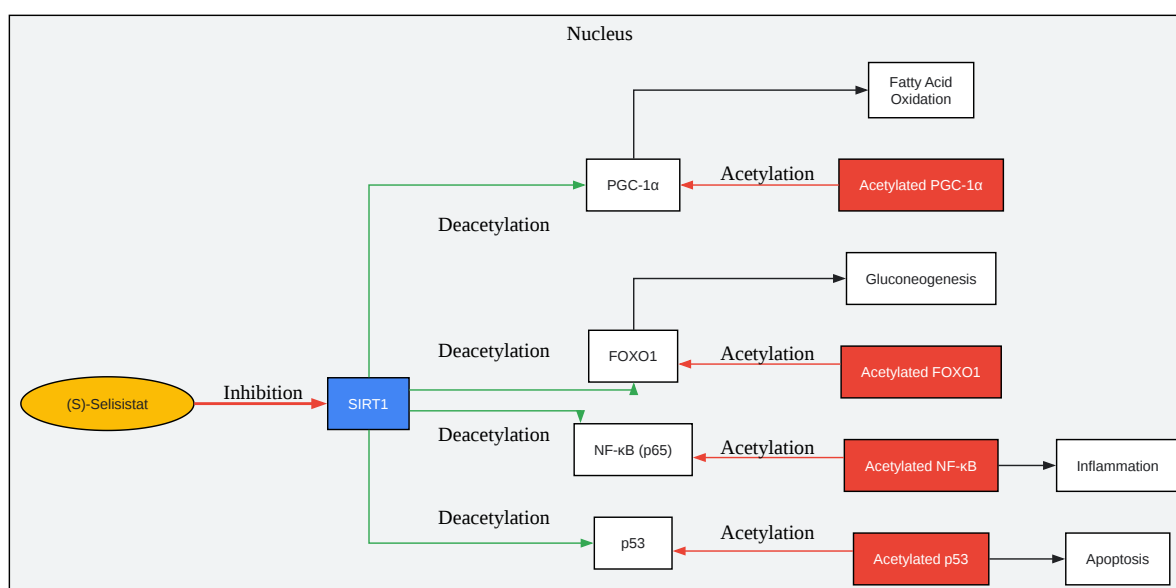 Nucleus
Fatty Acid
Oxidation
PGC-1α
Acetylation
Acetylated PGC-1α
Deacetylation
Gluconeogenesis
Deacetylation
FOXO1
Acetylation
Acetylated FOXO1
(S)-Selisistat
Inhibition
SIRT1
Deacetylation
NF-κB (p65)
Acetylation
Acetylated NF-κB
Inflammation
Deacetylation
p53
Acetylation
Acetylated p53
Apoptosis